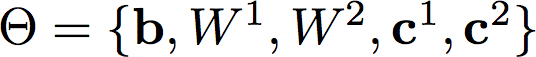 Θ = {b, W¹, W², c¹, c²}